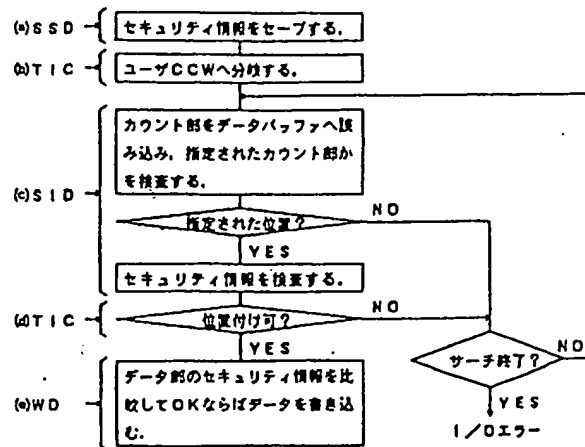 (a)SSD
セキュリティ情報をセーブする。
(b)TIC
ユーザCCWへ分岐する。
(c)SID
カウント部をデータバッファへ読
み込み、指定されたカウント部か
を検査する。
指定された位置?
NO
YES
セキュリティ情報を検査する。
(d)TIC
位置付け可?
NO
YES
サーチ終了?
NO
(e)WD
データ部のセキュリティ情報を比
較してOKならばデータを書き込
む。
YES
I/Oエラー